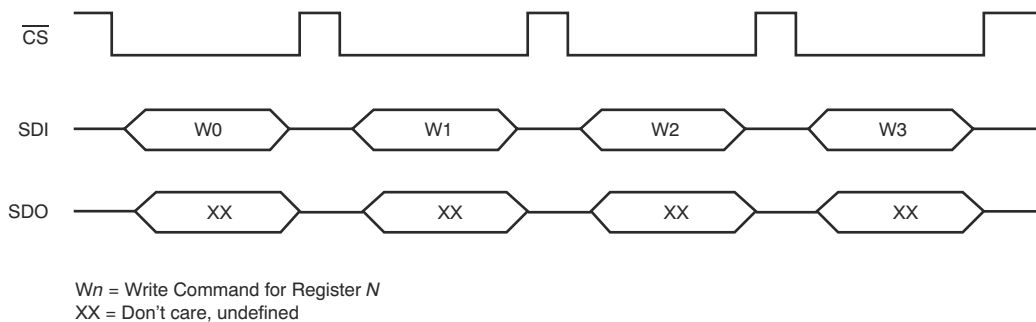 CS
SDI W0 W1 W2 W3
SDO XX XX XX XX
Wn = Write Command for Register N
XX = Don't care, undefined